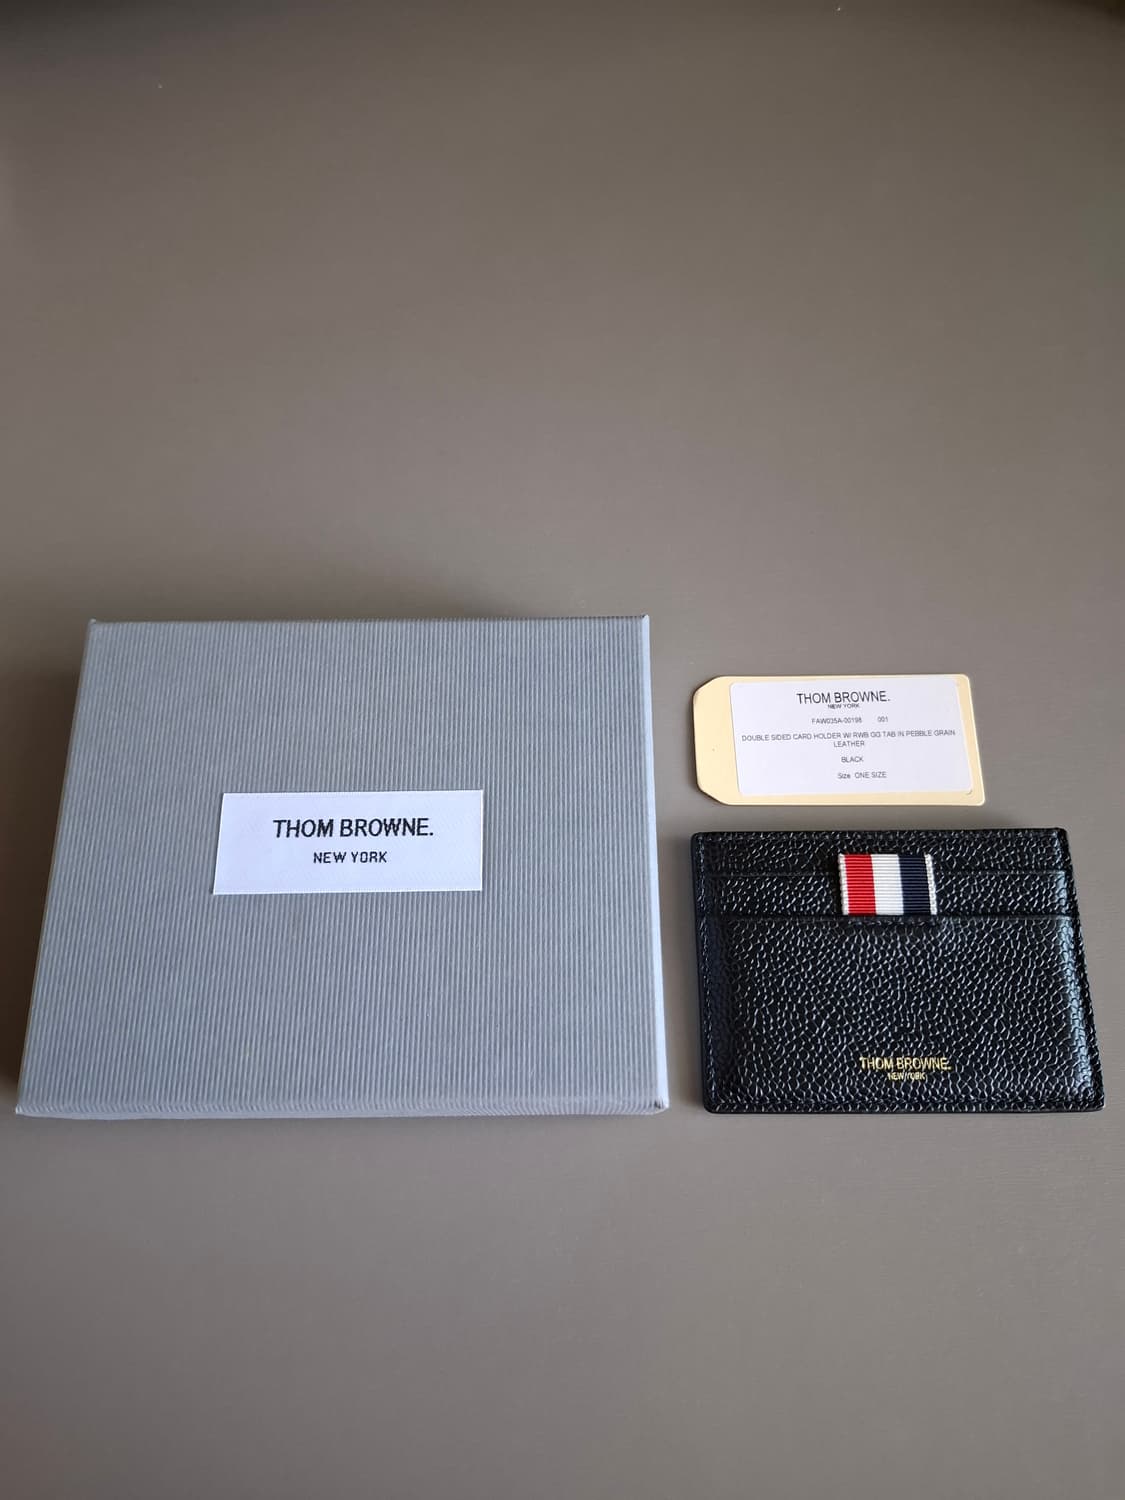 THOM BROWNE.
NEW YORK
THOM BROWNE.
NEW YORK
FAW035A-00198 001
DOUBLE SIDED CARD HOLDER W/ RWB GG TAB IN PEBBLE GRAIN
LEATHER
BLACK
Size ONE SIZE
THOM BROWNE.
NEW YORK